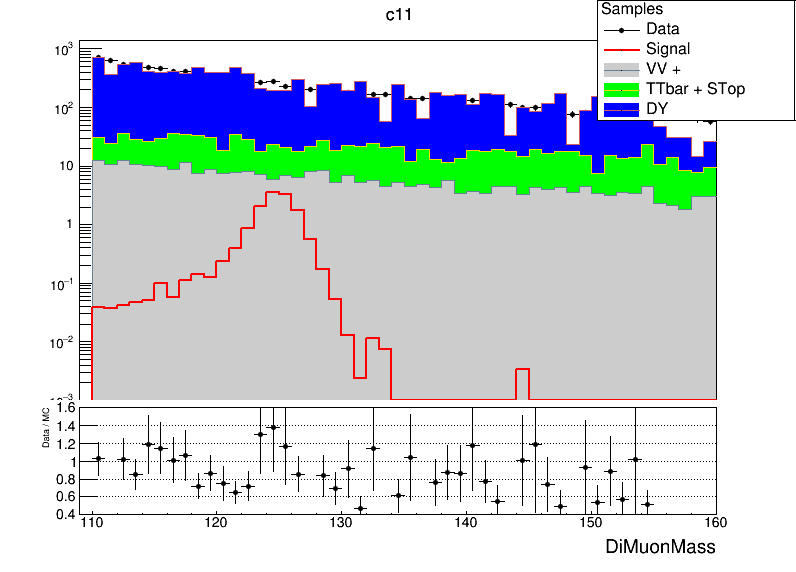 c11
Samples
Data
Signal
VV +
TTbar + STop
DY
10³
10²
10
1
10⁻¹
10⁻²
10⁻³
Data / MC
1.6
1.4
1.2
1
0.8
0.6
0.4
110 120 130 140 150 160
DiMuonMass